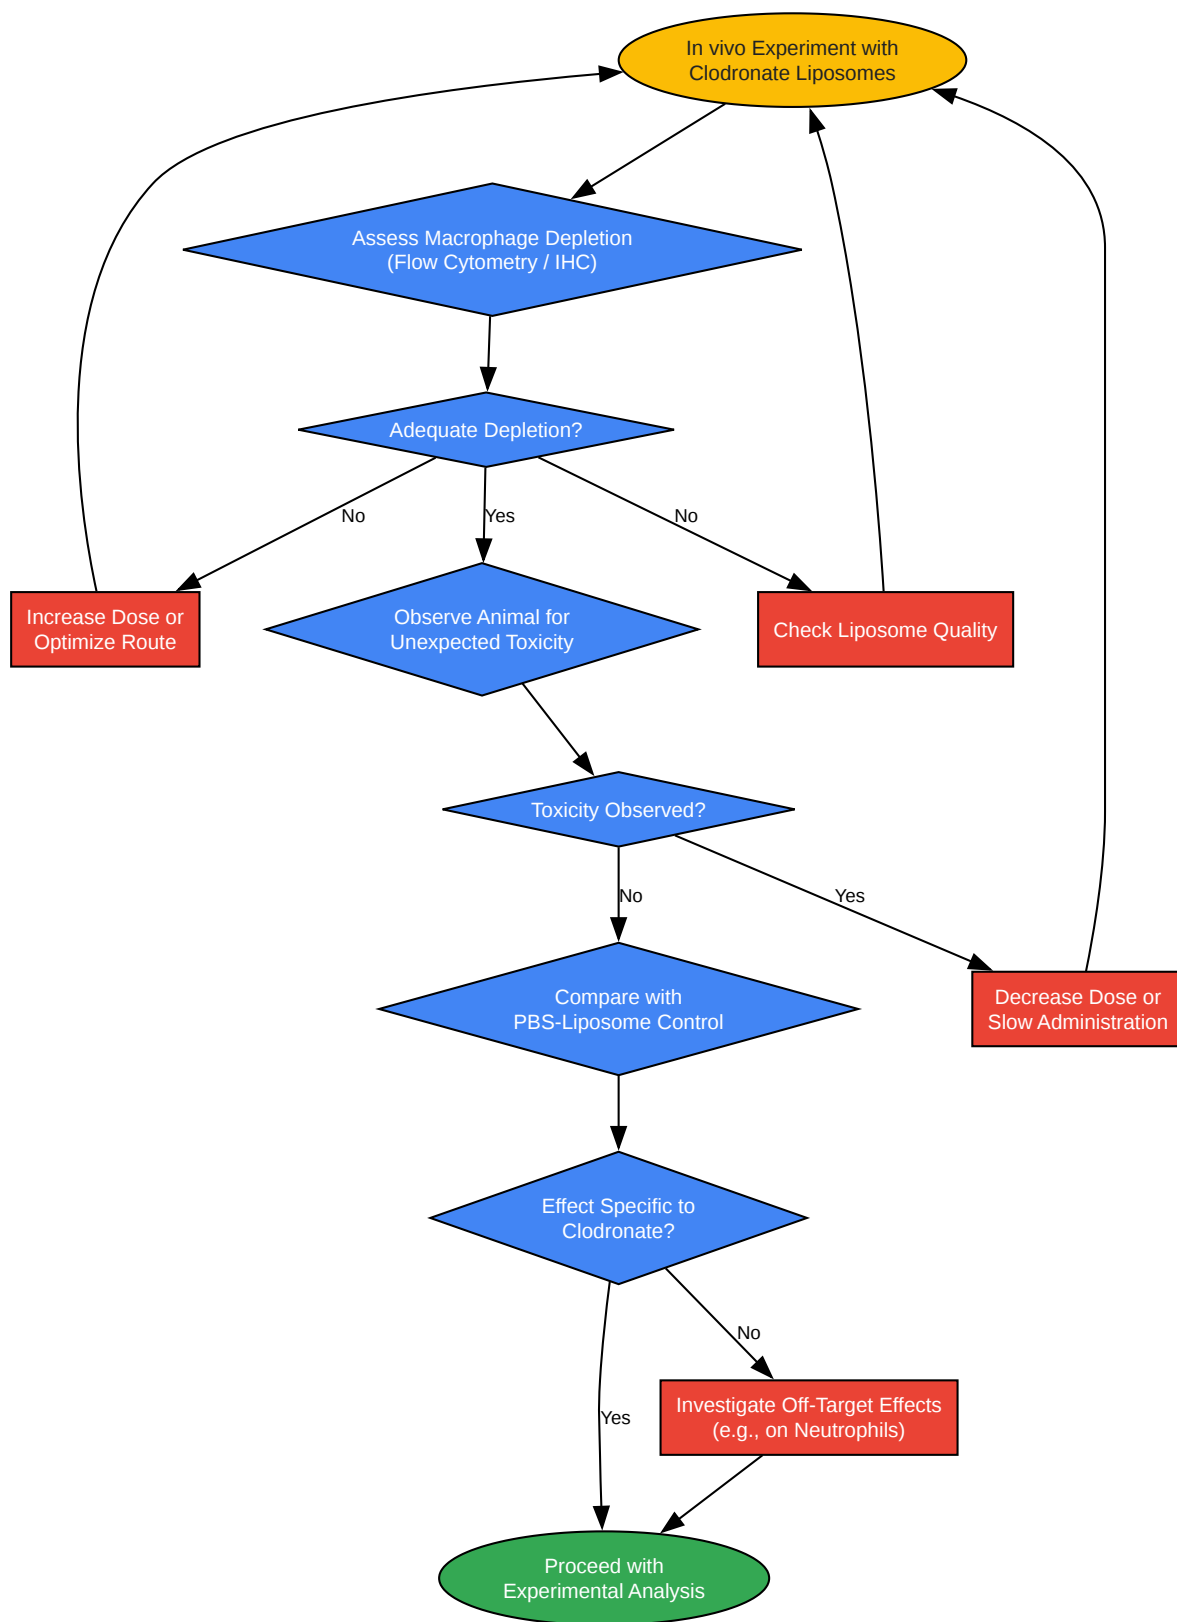 In vivo Experiment with
Clodronate Liposomes
Assess Macrophage Depletion
(Flow Cytometry / IHC)
Adequate Depletion?
No
Yes
No
Increase Dose or
Optimize Route
Observe Animal for
Unexpected Toxicity
Check Liposome Quality
Toxicity Observed?
No
Yes
Compare with
PBS-Liposome Control
Decrease Dose or
Slow Administration
Effect Specific to
Clodronate?
No
Yes
Investigate Off-Target Effects
(e.g., on Neutrophils)
Proceed with
Experimental Analysis